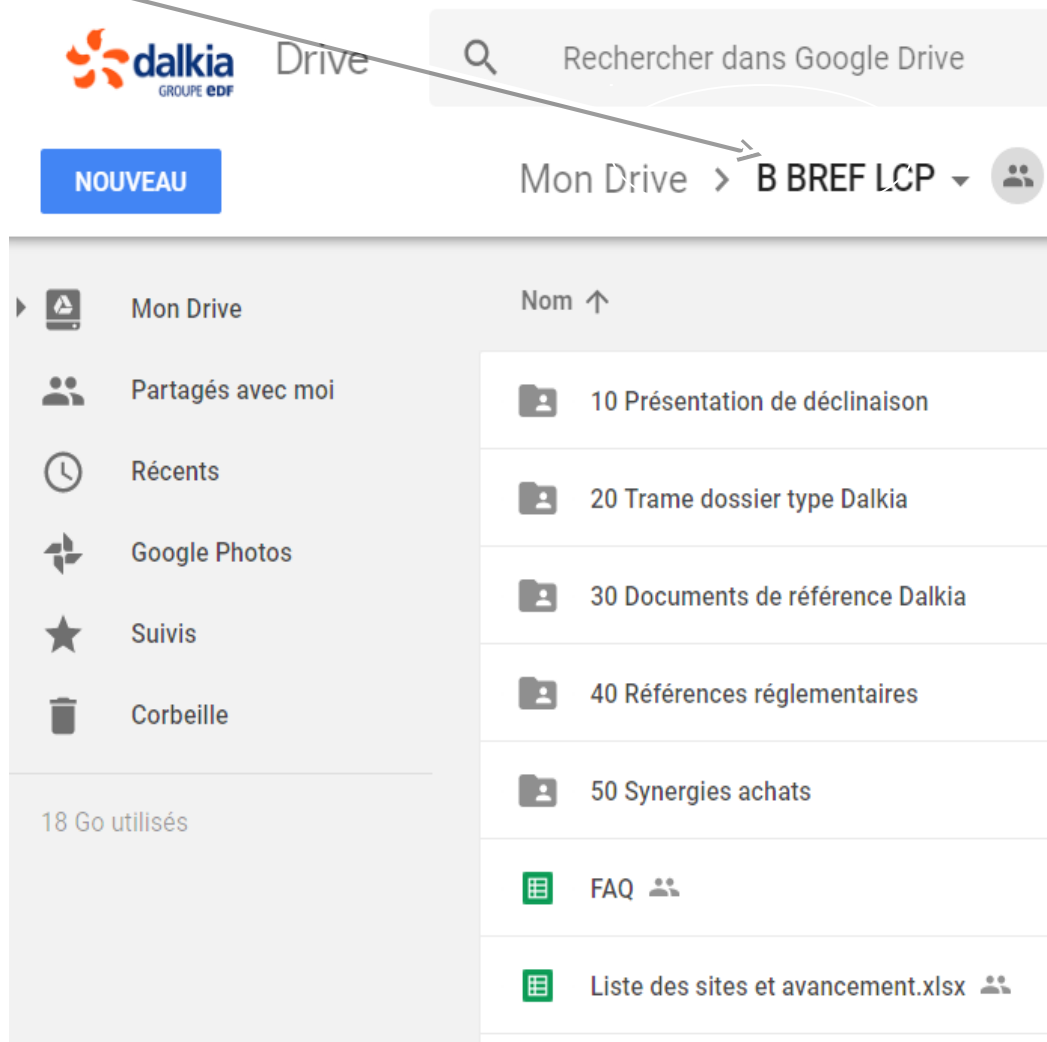 dalkia
GROUPE EDF
Drive
Rechercher dans Google Drive
NOUVEAU
Mon Drive > B BREF LCP
Mon Drive
Partagés avec moi
Récents
Google Photos
Suivis
Corbeille
18 Go utilisés
Nom
10 Présentation de déclinaison
20 Trame dossier type Dalkia
30 Documents de référence Dalkia
40 Références réglementaires
50 Synergies achats
FAQ
Liste des sites et avancement.xlsx